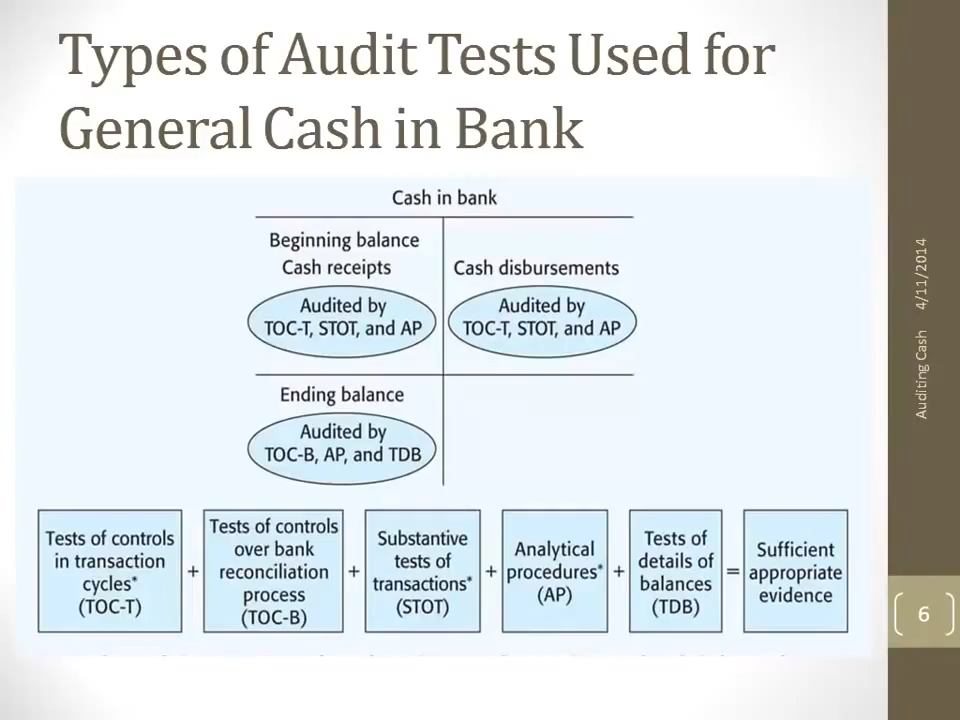 Types of Audit Tests Used for
General Cash in Bank
Cash in bank
Beginning balance
Cash receipts
Audited by
TOC-T, STOT, and AP
Cash disbursements
Audited by
TOC-T, STOT, and AP
Ending balance
Audited by
TOC-B, AP, and TDB
Tests of controls
in transaction
cycles*
(TOC-T)
+
Tests of controls
over bank
reconciliation
process
(TOC-B)
+
Substantive
tests of
transactions*
(STOT)
+
Analytical
procedures*
(AP)
+
Tests of
details of
balances
(TDB)
=
Sufficient
appropriate
evidence
Auditing Cash 4/11/2014
6